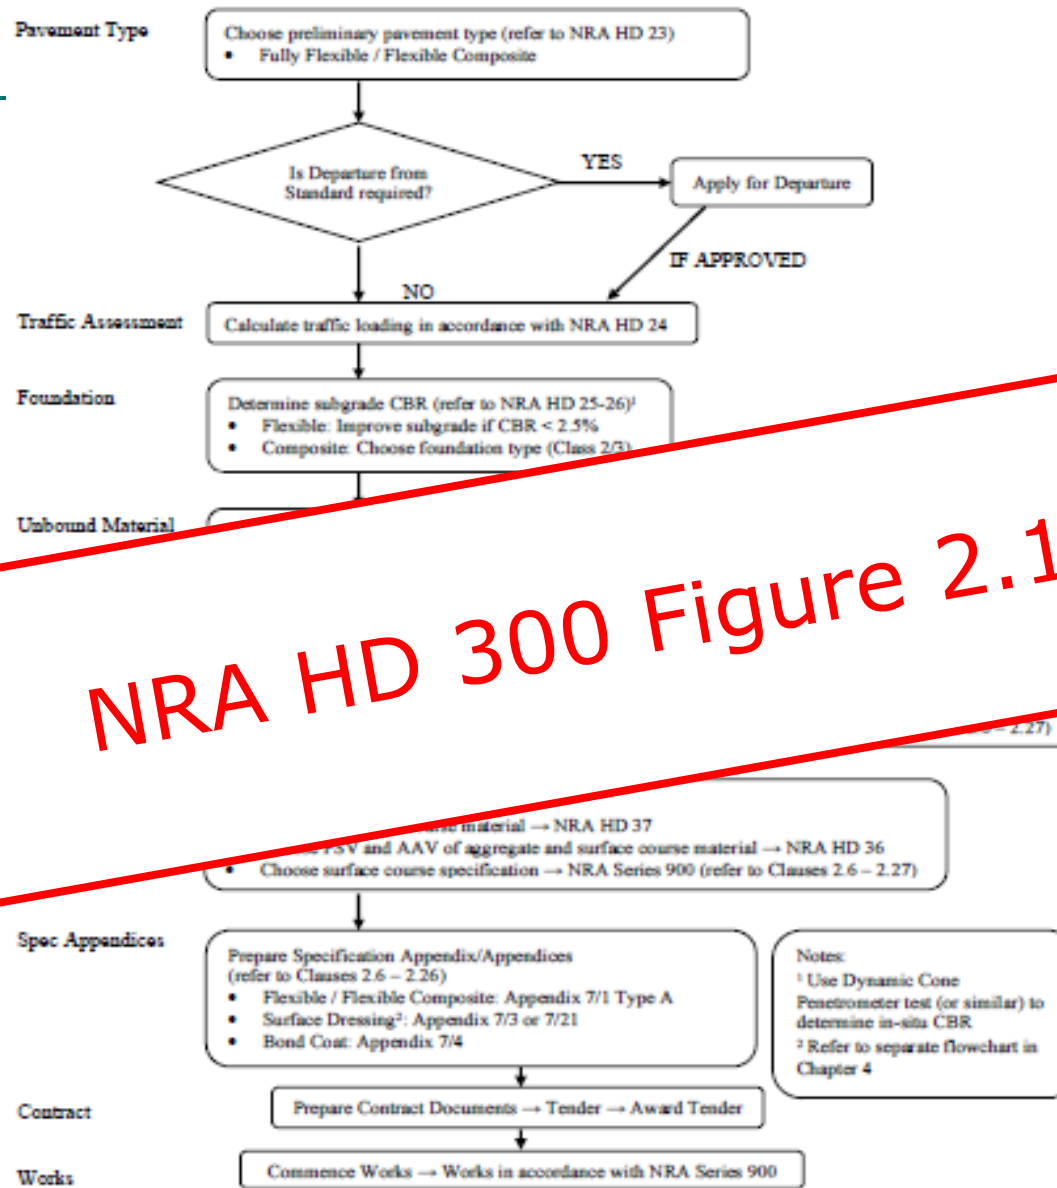 Pavement Type
Choose preliminary pavement type (refer to NRA HD 23)
• Fully Flexible / Flexible Composite
Is Departure from
Standard required?
YES
Apply for Departure
IF APPROVED
NO
Traffic Assessment
Calculate traffic loading in accordance with NRA HD 24
Foundation
Determine subgrade CBR (refer to NRA HD 25-26)¹
• Flexible: Improve subgrade if CBR < 2.5%
• Composite: Choose foundation type (Class 2/3)
Unbound Material
NRA HD 300 Figure 2.1
– 2.27)
material → NRA HD 37
and AAV of aggregate and surface course material → NRA HD 36
• Choose surface course specification → NRA Series 900 (refer to Clauses 2.6 – 2.27)
Spec Appendices
Prepare Specification Appendix/Appendices
(refer to Clauses 2.6 – 2.26)
• Flexible / Flexible Composite: Appendix 7/1 Type A
• Surface Dressing²: Appendix 7/3 or 7/21
• Bond Coat: Appendix 7/4
Notes:
¹ Use Dynamic Cone
Penetrometer test (or similar) to
determine in-situ CBR
² Refer to separate flowchart in
Chapter 4
Contract
Prepare Contract Documents → Tender → Award Tender
Works
Commence Works → Works in accordance with NRA Series 900